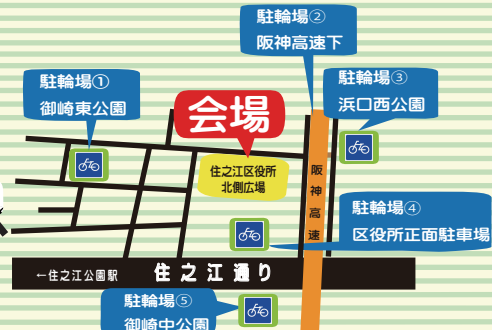 駐輪場②
阪神高速下
駐輪場①
御崎東公園
会場
駐輪場③
浜口西公園
住之江区役所
北側広場
阪神高速
駐輪場④
区役所正面駐車場
←住之江公園駅
住之江通り
駐輪場⑤
御崎中公園